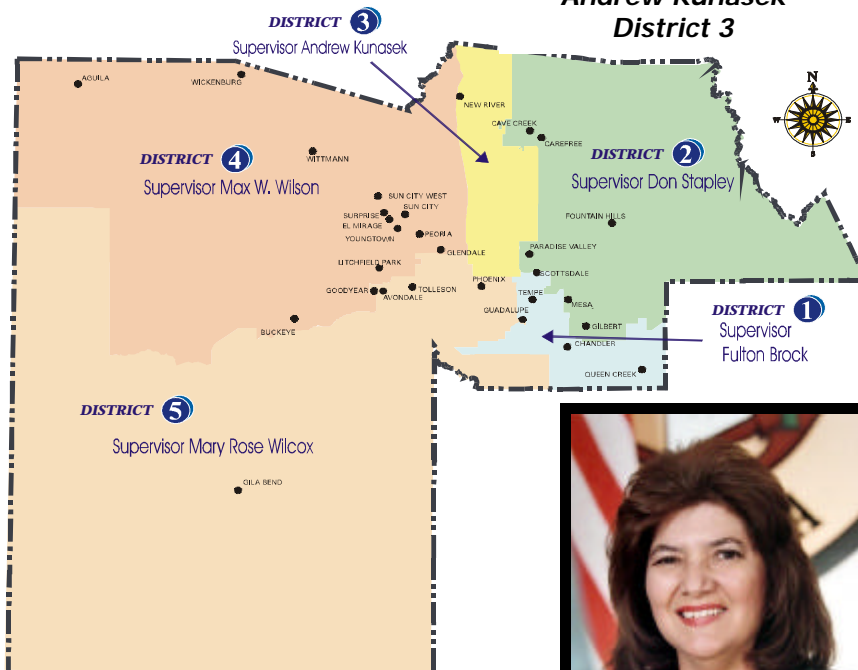 Andrew Kunasek
District 3
DISTRICT 3
Supervisor Andrew Kunasek
N
W
E
S
AGUILA
WICKENBURG
NEW RIVER
CAVE CREEK
CAREFREE
DISTRICT 4
Supervisor Max W. Wilson
WITTMANN
DISTRICT 2
Supervisor Don Stapley
SUN CITY WEST
SURPRISE
SUN CITY
EL MIRAGE
YOUNGTOWN
PEORIA
FOUNTAIN HILLS
GLENDALE
PARADISE VALLEY
LITCHFIELD PARK
SCOTTSDALE
GOODYEAR
AVONDALE
TOLLESON
PHOENIX
TEMPE
MESA
GUADALUPE
GILBERT
BUCKEYE
CHANDLER
QUEEN CREEK
DISTRICT 1
Supervisor
Fulton Brock
DISTRICT 5
Supervisor Mary Rose Wilcox
GILA BEND